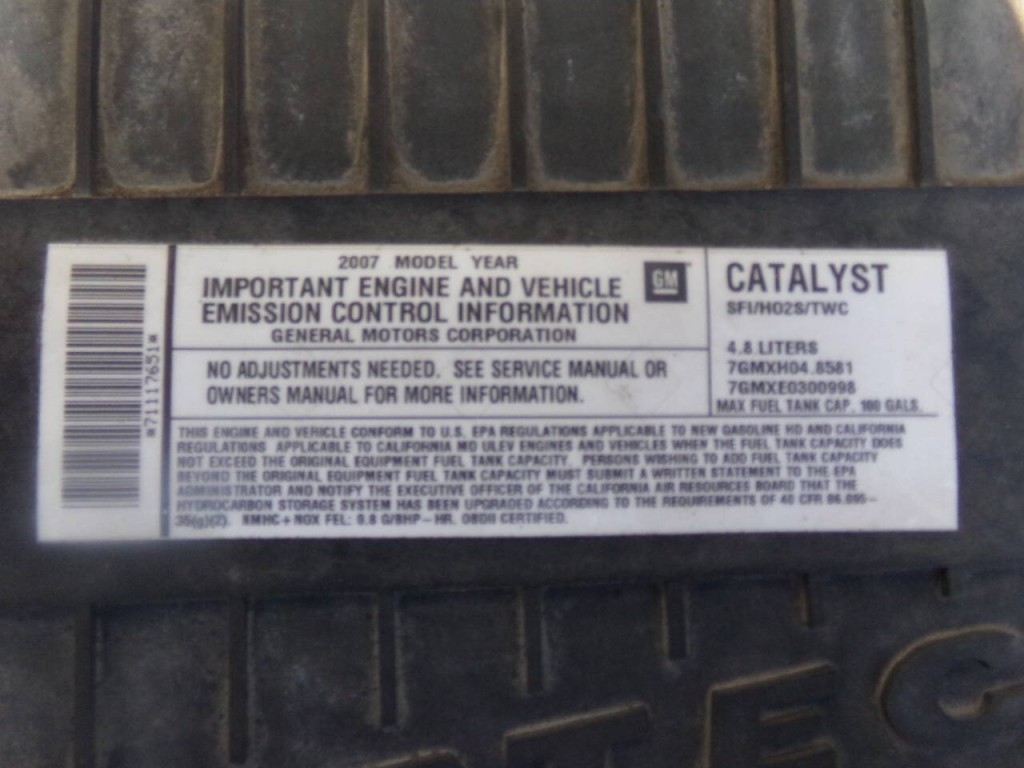 *71117651*
2007 MODEL YEAR
IMPORTANT ENGINE AND VEHICLE
EMISSION CONTROL INFORMATION
GENERAL MOTORS CORPORATION
GM
NO ADJUSTMENTS NEEDED. SEE SERVICE MANUAL OR
OWNERS MANUAL FOR MORE INFORMATION.
CATALYST
SFI/HO2S/TWC
4.8 LITERS
7GMXH04.8581
7GMXE0300998
MAX FUEL TANK CAP. 100 GALS.
THIS ENGINE AND VEHICLE CONFORM TO U.S. EPA REGULATIONS APPLICABLE TO NEW GASOLINE HD AND CALIFORNIA
REGULATIONS APPLICABLE TO CALIFORNIA MD ULEV ENGINES AND VEHICLES WHEN THE FUEL TANK CAPACITY DOES
NOT EXCEED THE ORIGINAL EQUIPMENT FUEL TANK CAPACITY PERSONS WISHING TO ADD FUEL TANK CAPACITY
BEYOND THE ORIGINAL EQUIPMENT FUEL TANK CAPACITY MUST SUBMIT A WRITTEN STATEMENT TO THE EPA
ADMINISTRATOR AND NOTIFY THE EXECUTIVE OFFICER OF THE CALIFORNIA AIR RESOURCES BOARD THAT THE
HYDROCARBON STORAGE SYSTEM HAS BEEN UPGRADED ACCORDING TO THE REQUIREMENTS OF 40 CFR 86.095-
35(g)(2). NMHC+NOX FEL: 0.8 G/BHP-HR. OBDII CERTIFIED.